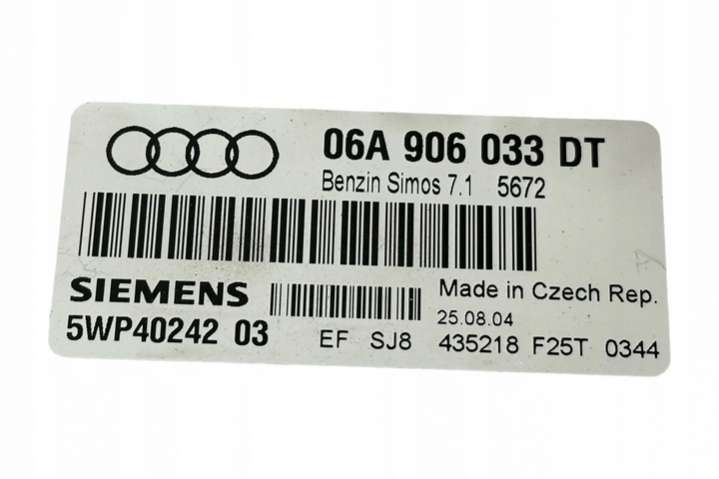 06A 906 033 DT
Benzin Simos 7.1 5672
SIEMENS
Made in Czech Rep.
25.08.04
5WP40242 03
EF SJ8 435218 F25T 0344